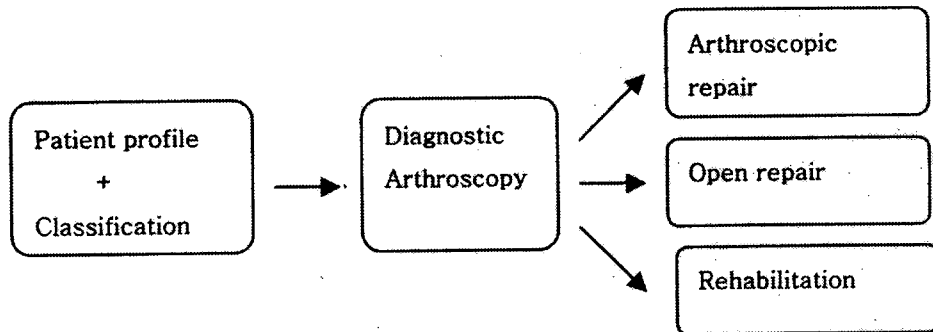 Patient profile
+
Classification
Diagnostic
Arthroscopy
Arthroscopic
repair
Open repair
Rehabilitation